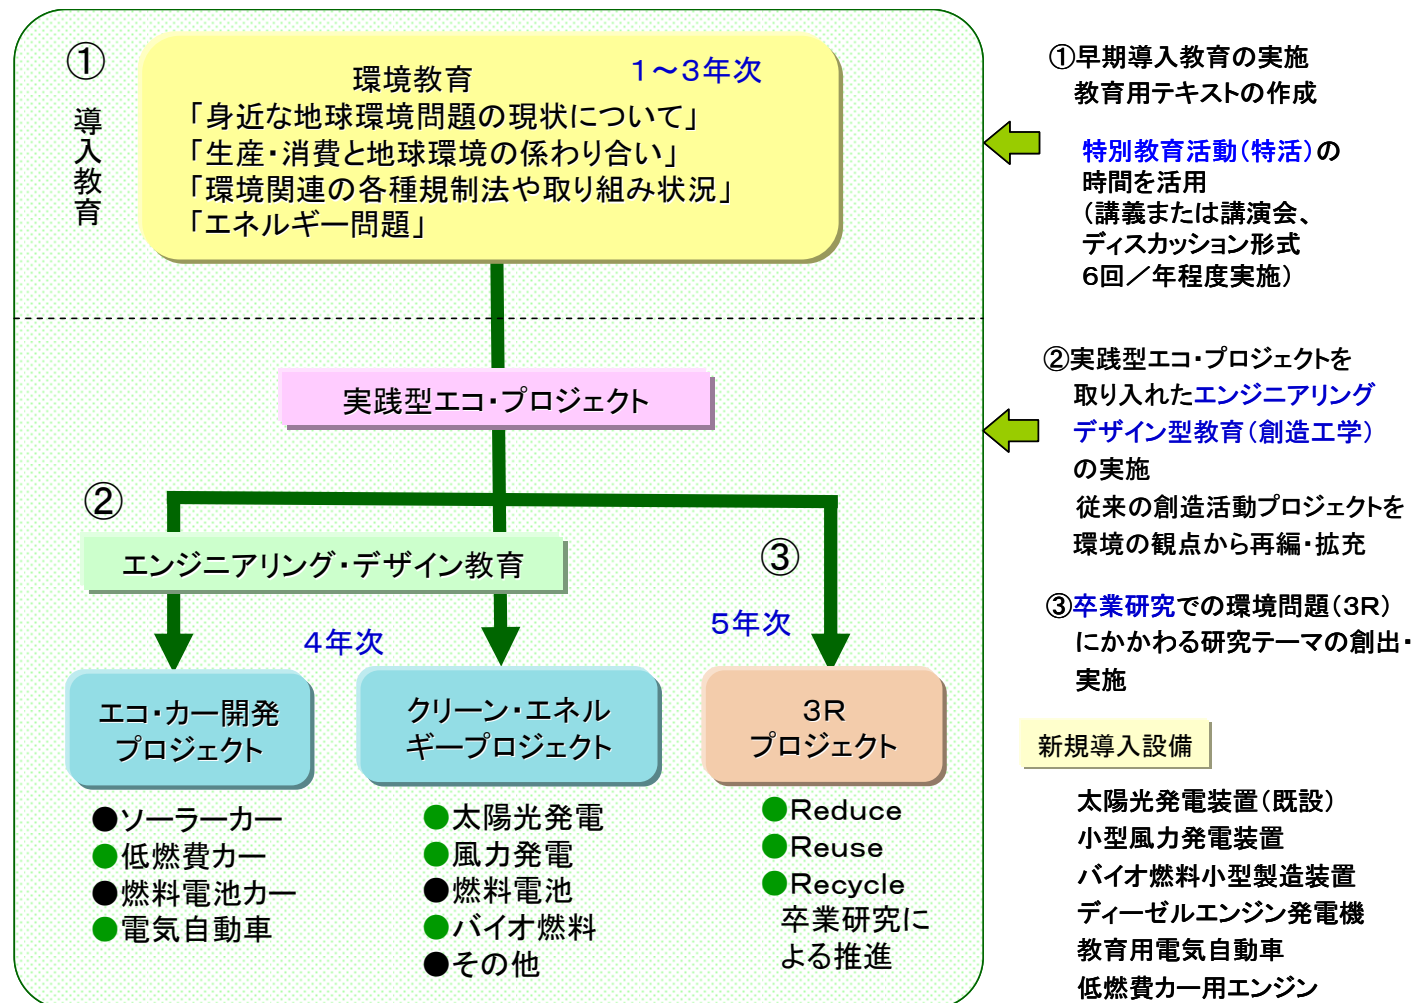 ①
導入教育
環境教育 1～3年次
「身近な地球環境問題の現状について」
「生産・消費と地球環境の係わり合い」
「環境関連の各種規制法や取り組み状況」
「エネルギー問題」
実践型エコ・プロジェクト
②
エンジニアリング・デザイン教育
③
4年次
5年次
エコ・カー開発
プロジェクト
クリーン・エネル
ギープロジェクト
3R
プロジェクト
●ソーラーカー
●低燃費カー
●燃料電池カー
●電気自動車
●太陽光発電
●風力発電
●燃料電池
●バイオ燃料
●その他
●Reduce
●Reuse
●Recycle
卒業研究に
よる推進
①早期導入教育の実施
教育用テキストの作成
特別教育活動（特活）の
時間を活用
（講義または講演会、
ディスカッション形式
6回／年程度実施）
②実践型エコ・プロジェクトを
取り入れたエンジニアリング
デザイン型教育（創造工学）
の実施
従来の創造活動プロジェクトを
環境の観点から再編・拡充
③卒業研究での環境問題（3R）
にかかわる研究テーマの創出・
実施
新規導入設備
太陽光発電装置（既設）
小型風力発電装置
バイオ燃料小型製造装置
ディーゼルエンジン発電機
教育用電気自動車
低燃費カー用エンジン